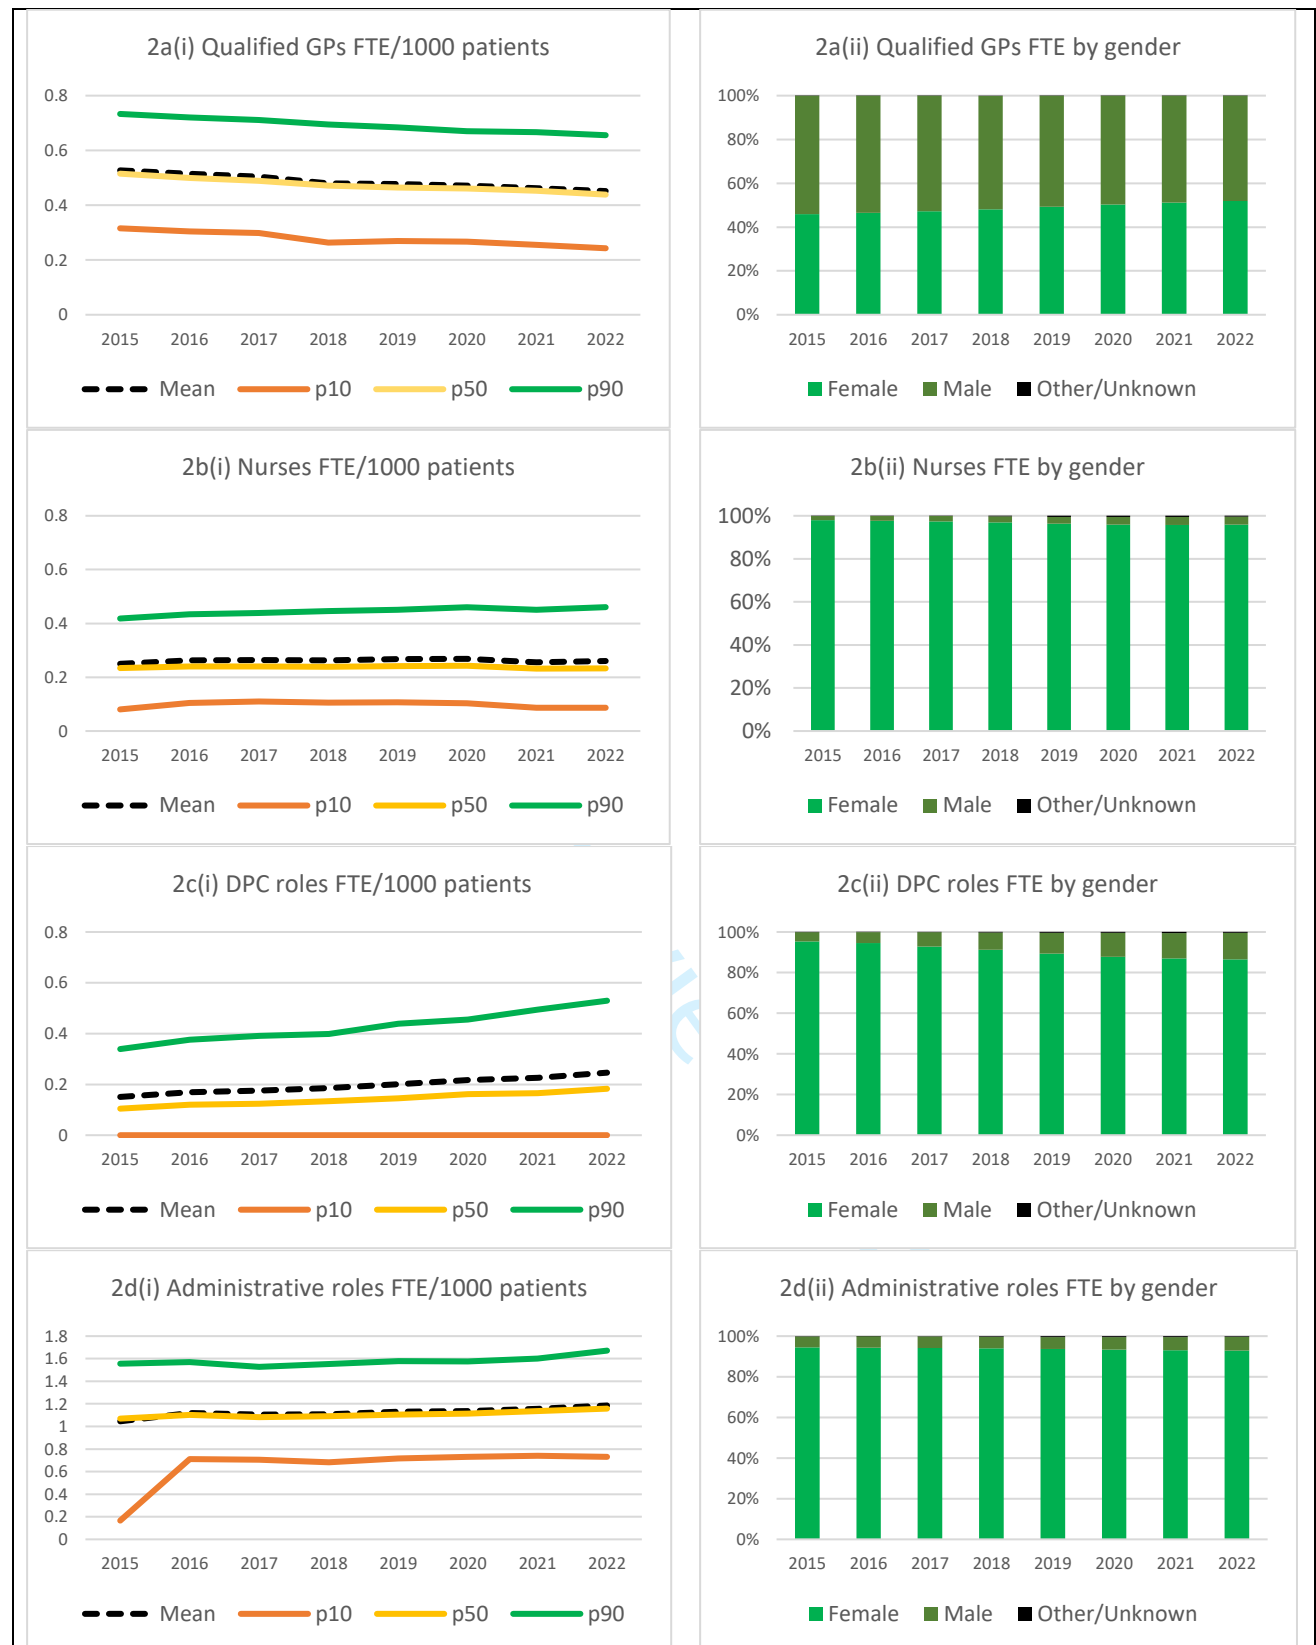 2a(i) Qualified GPs FTE/1000 patients
0.8
0.6
0.4
0.2
0
2015 2016 2017 2018 2019 2020 2021 2022
Mean p10 p50 p90
2a(ii) Qualified GPs FTE by gender
100%
80%
60%
40%
20%
0%
2015 2016 2017 2018 2019 2020 2021 2022
Female Male Other/Unknown
2b(i) Nurses FTE/1000 patients
0.8
0.6
0.4
0.2
0
2015 2016 2017 2018 2019 2020 2021 2022
Mean p10 p50 p90
2b(ii) Nurses FTE by gender
100%
80%
60%
40%
20%
0%
2015 2016 2017 2018 2019 2020 2021 2022
Female Male Other/Unknown
2c(i) DPC roles FTE/1000 patients
0.8
0.6
0.4
0.2
0
2015 2016 2017 2018 2019 2020 2021 2022
Mean p10 p50 p90
2c(ii) DPC roles FTE by gender
100%
80%
60%
40%
20%
0%
2015 2016 2017 2018 2019 2020 2021 2022
Female Male Other/Unknown
2d(i) Administrative roles FTE/1000 patients
1.8
1.6
1.4
1.2
1
0.8
0.6
0.4
0.2
0
2015 2016 2017 2018 2019 2020 2021 2022
Mean p10 p50 p90
2d(ii) Administrative roles FTE by gender
100%
80%
60%
40%
20%
0%
2015 2016 2017 2018 2019 2020 2021 2022
Female Male Other/Unknown